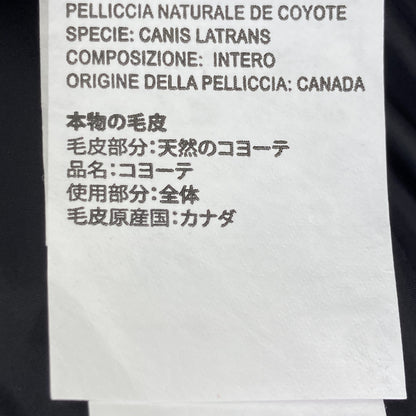 PELLICCIA NATURALE DE COYOTE
SPECIE: CANIS LATRANS
COMPOSIZIONE: INTERO
ORIGINE DELLA PELLICCIA: CANADA
本物の毛皮
毛皮部分：天然のコヨーテ
品名：コヨーテ
使用部分：全体
毛皮原産国：カナダ